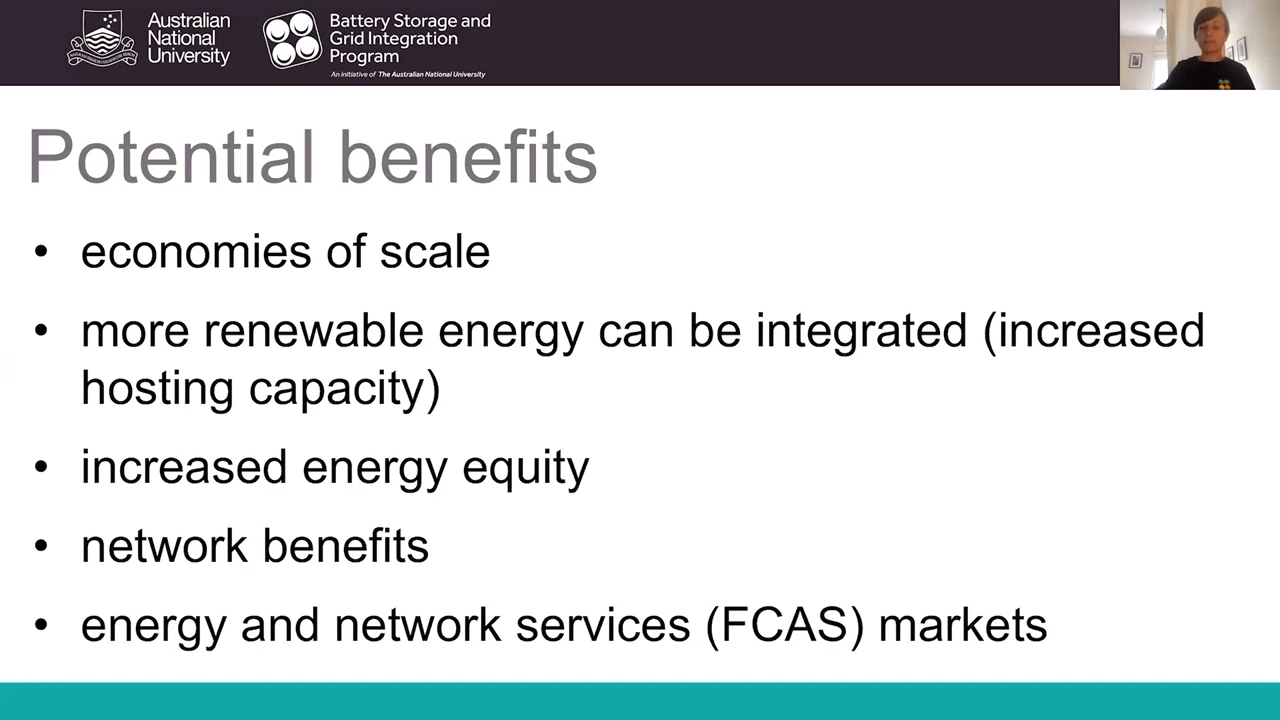 Australian
National
University
Battery Storage and
Grid Integration
Program
An initiative of The Australian National University
Potential benefits
• economies of scale
• more renewable energy can be integrated (increased
hosting capacity)
• increased energy equity
• network benefits
• energy and network services (FCAS) markets